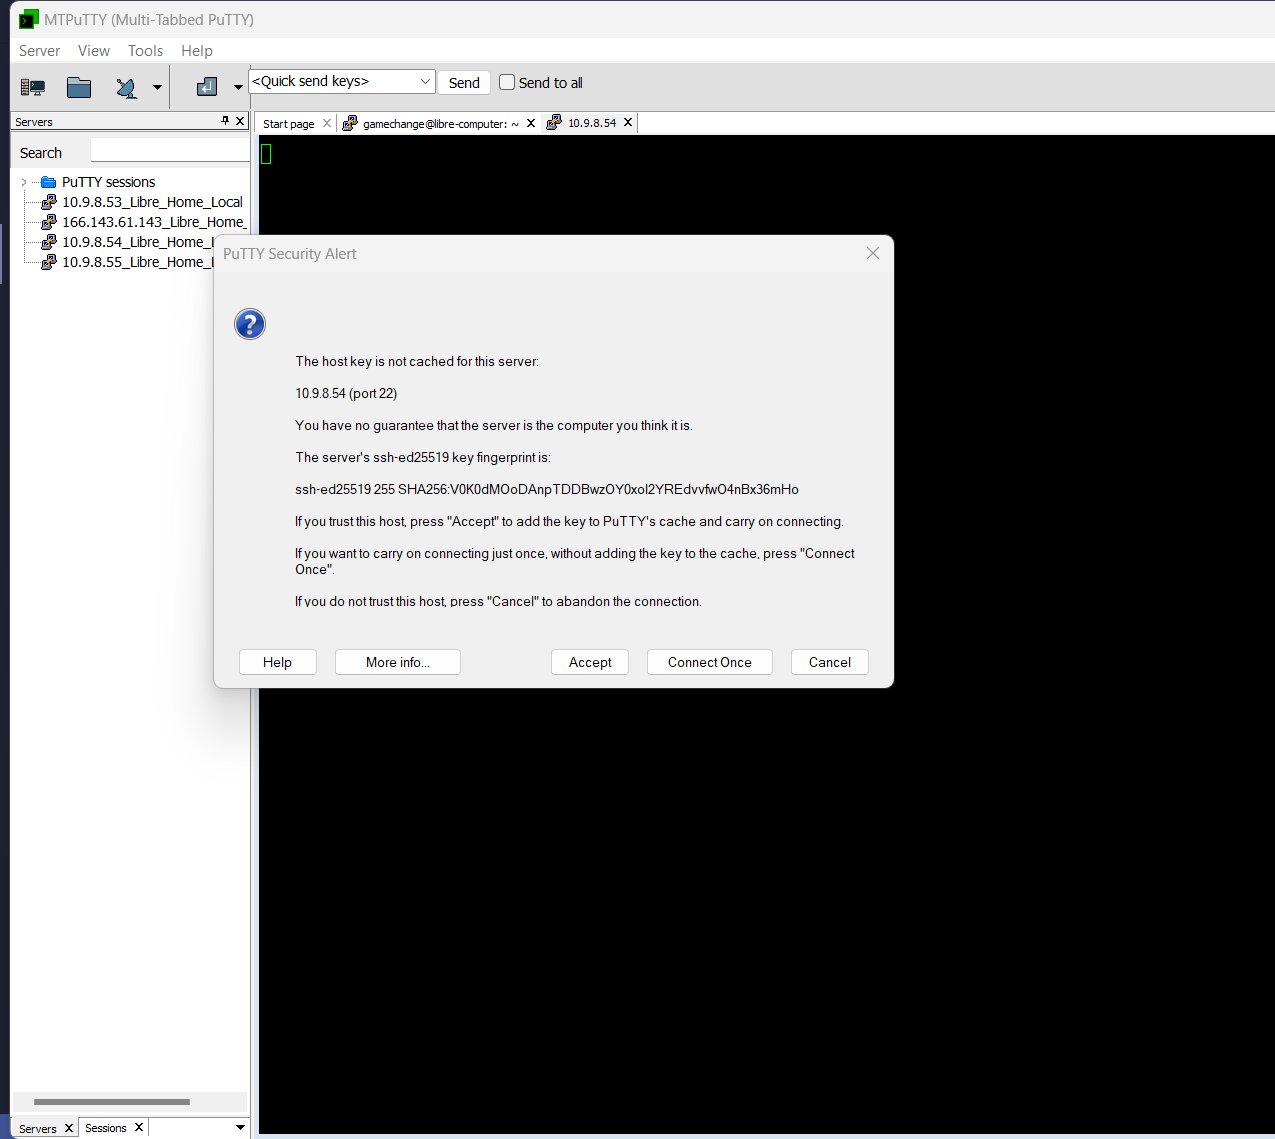 MTPuTTY (Multi-Tabbed PuTTY)
Server View Tools Help
<Quick send keys> Send Send to all
Servers
Start page gamechange@libre-computer: ~ 10.9.8.54
Search
PuTTY sessions
10.9.8.53_Libre_Home_Local
166.143.61.143_Libre_Home_
10.9.8.54_Libre_Home_
10.9.8.55_Libre_Home_
PuTTY Security Alert
The host key is not cached for this server:
10.9.8.54 (port 22)
You have no guarantee that the server is the computer you think it is.
The server's ssh-ed25519 key fingerprint is:
ssh-ed25519 255 SHA256:V0K0dMOoDAnpTDDBwzOY0xol2YREdvvfwO4nBx36mHo
If you trust this host, press "Accept" to add the key to PuTTY's cache and carry on connecting.
If you want to carry on connecting just once, without adding the key to the cache, press "Connect
Once".
If you do not trust this host, press "Cancel" to abandon the connection.
Help More info... Accept Connect Once Cancel
Servers Sessions